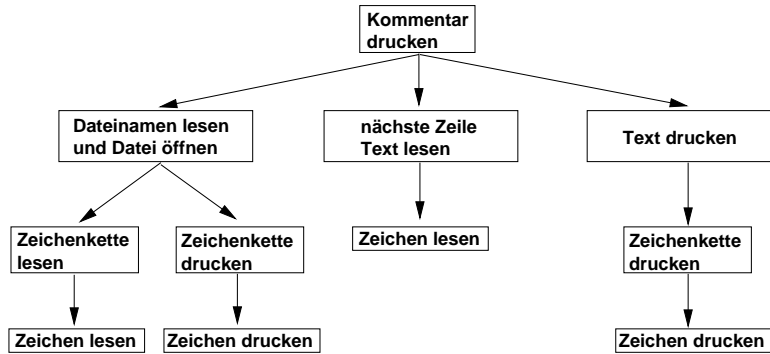 Kommentar
drucken
Dateinamen lesen
und Datei öffnen
nächste Zeile
Text lesen
Text drucken
Zeichenkette
lesen
Zeichenkette
drucken
Zeichen lesen
Zeichenkette
drucken
Zeichen lesen
Zeichen drucken
Zeichen drucken